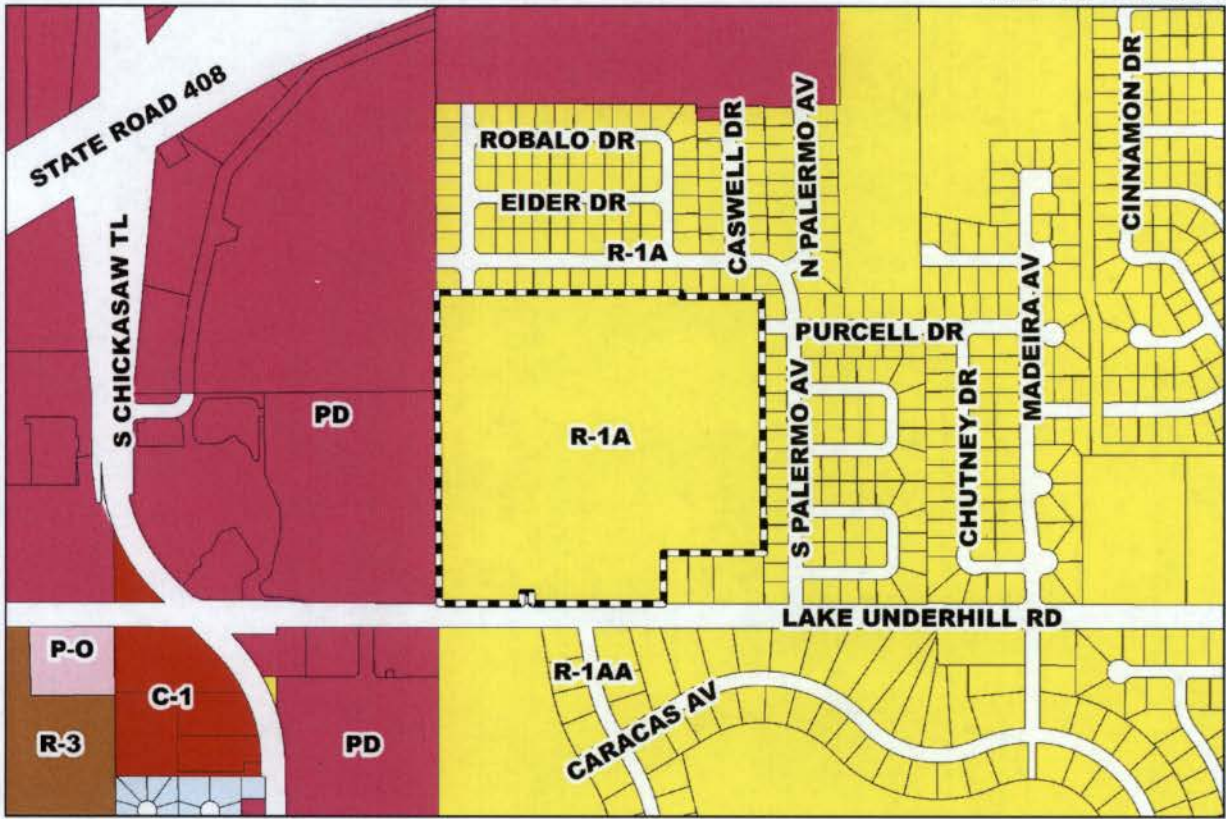 STATE ROAD 408
S CHICKASAW TL
ROBALO DR
EIDER DR
R-1A
CASWELL DR
N PALERMO AV
CINNAMON DR
MADEIRA AV
PURCELL DR
CHUTNEY DR
S PALERMO AV
PD
R-1A
LAKE UNDERHILL RD
P-O
C-1
R-3
PD
R-1AA
CARACAS AV